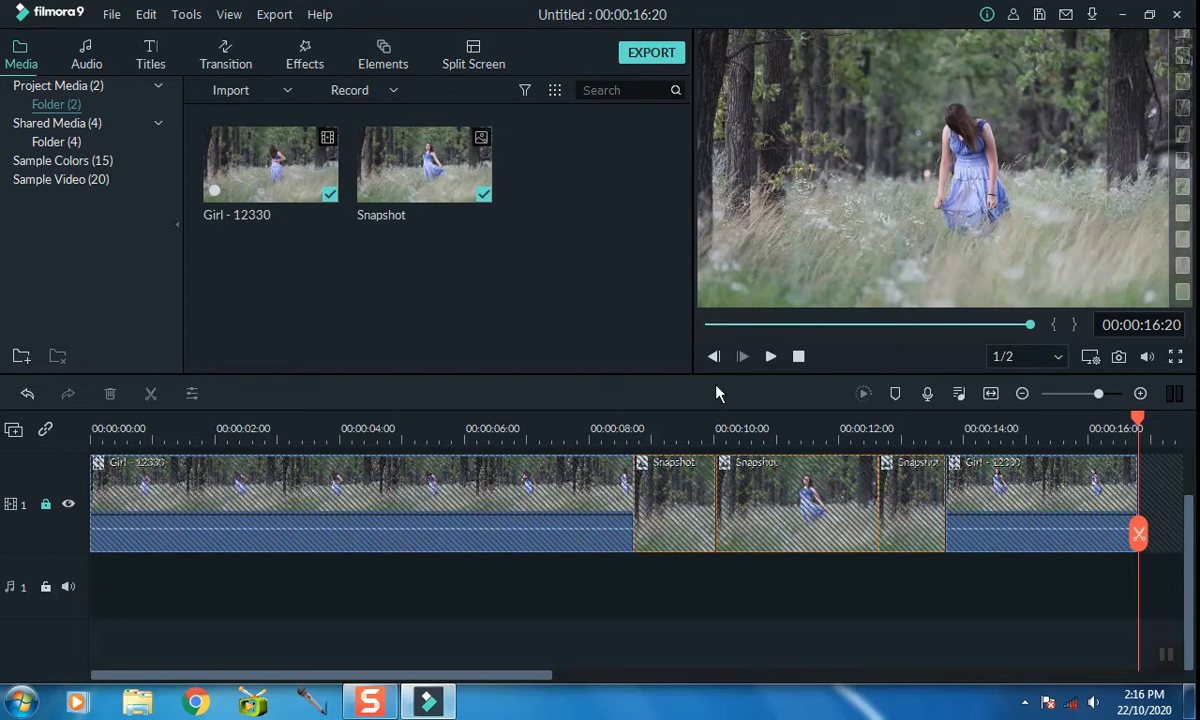 filmora9
File Edit Tools View Export Help
Untitled : 00:00:16:20
Media Audio Titles Transition Effects Elements Split Screen
EXPORT
Project Media (2)
Folder (2)
Shared Media (4)
Folder (4)
Sample Colors (15)
Sample Video (20)
Import Record Search
Girl - 12330 Snapshot
00:00:16:20
1/2
00:00:00:00 00:00:02:00 00:00:04:00 00:00:06:00 00:00:08:00 00:00:10:00 00:00:12:00 00:00:14:00 00:00:16:00
Girl - 12330 Snapshot Snapshot Snapshot Girl - 12330
1
1
S
2:16 PM
22/10/2020